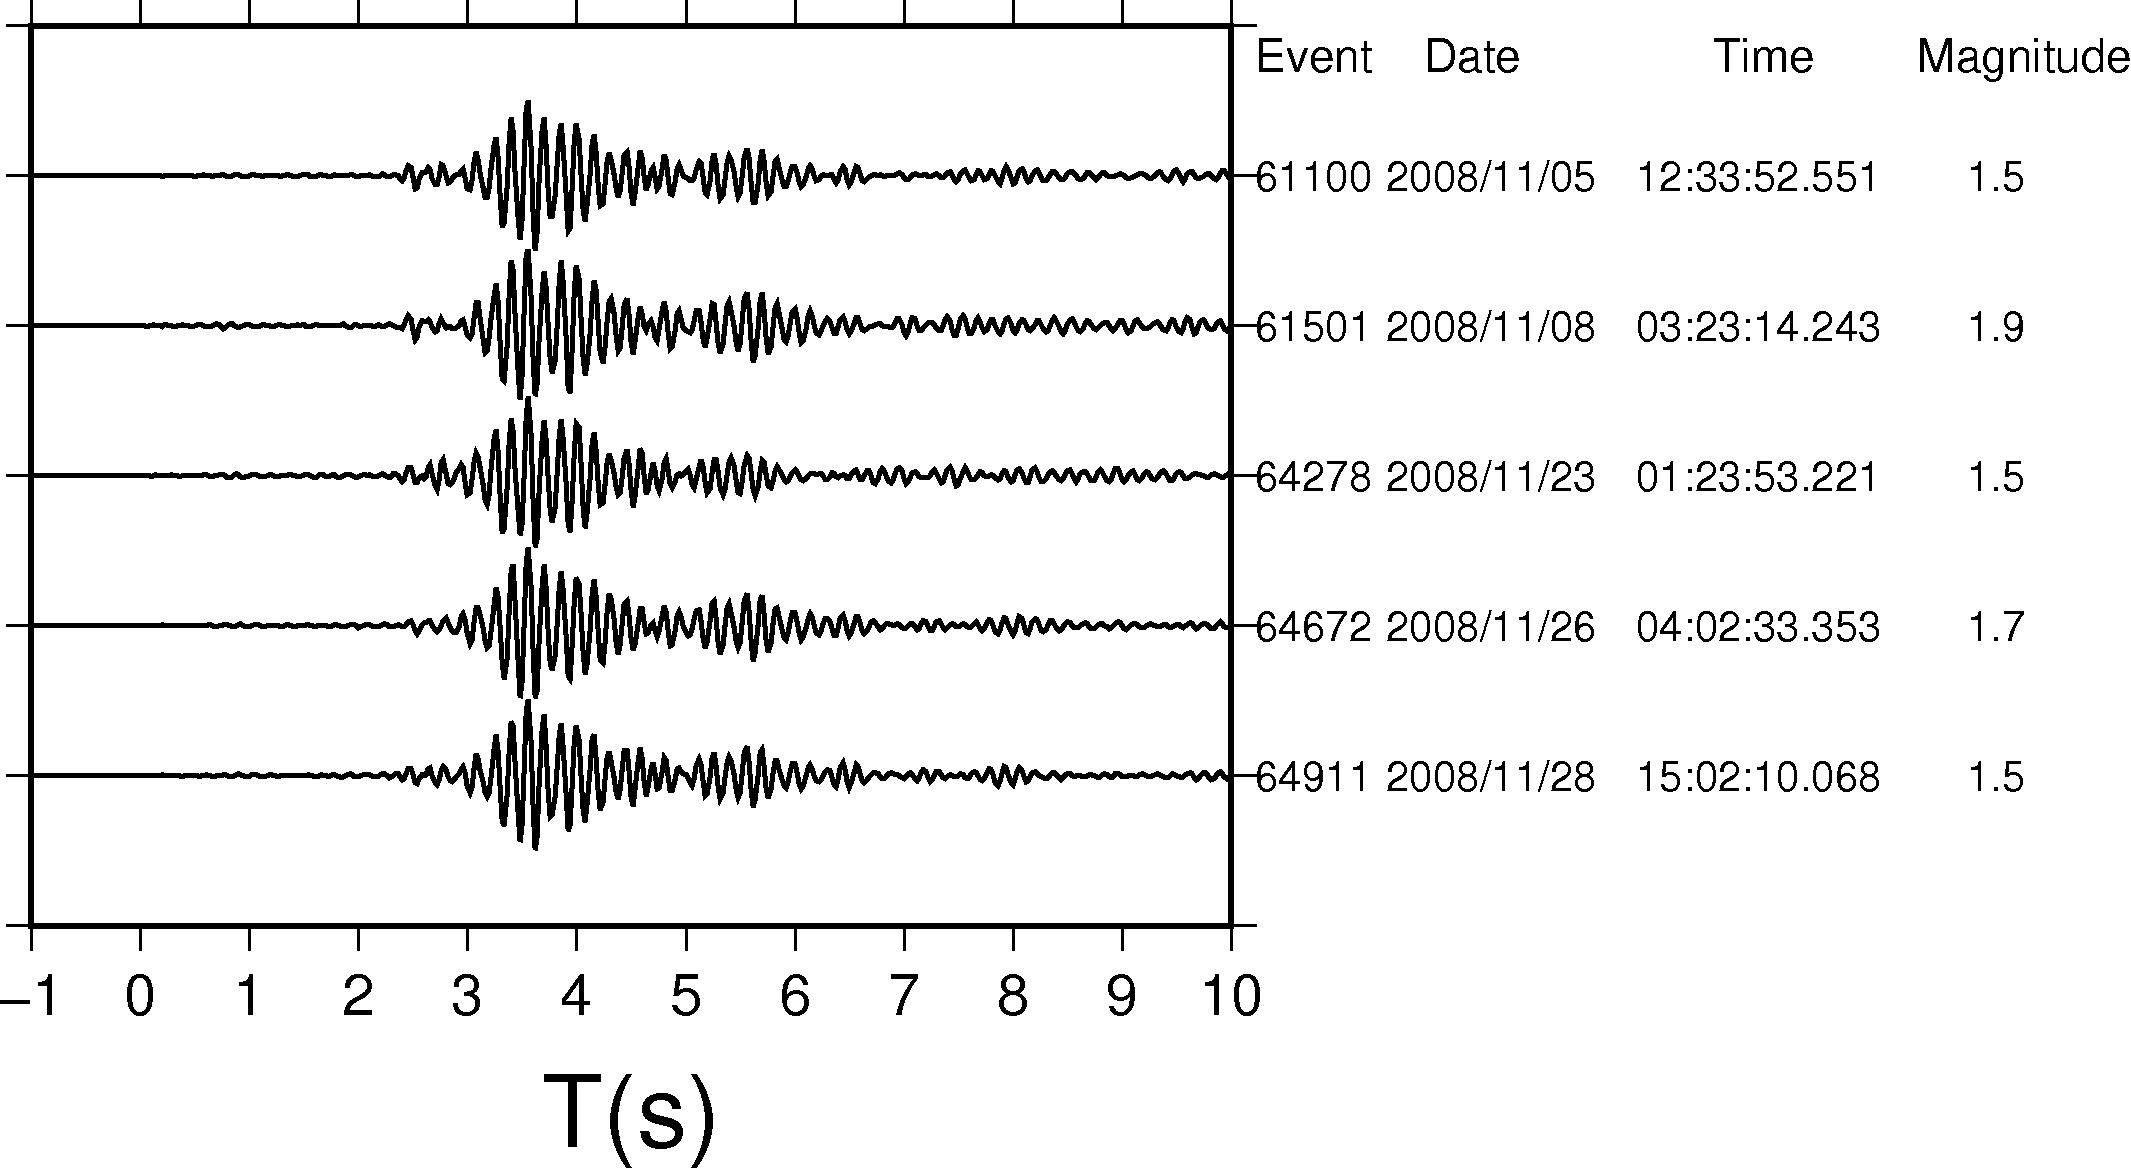 Event Date Time Magnitude
61100 2008/11/05 12:33:52.551 1.5
61501 2008/11/08 03:23:14.243 1.9
64278 2008/11/23 01:23:53.221 1.5
64672 2008/11/26 04:02:33.353 1.7
64911 2008/11/28 15:02:10.068 1.5
−1 0 1 2 3 4 5 6 7 8 9 10
T(s)